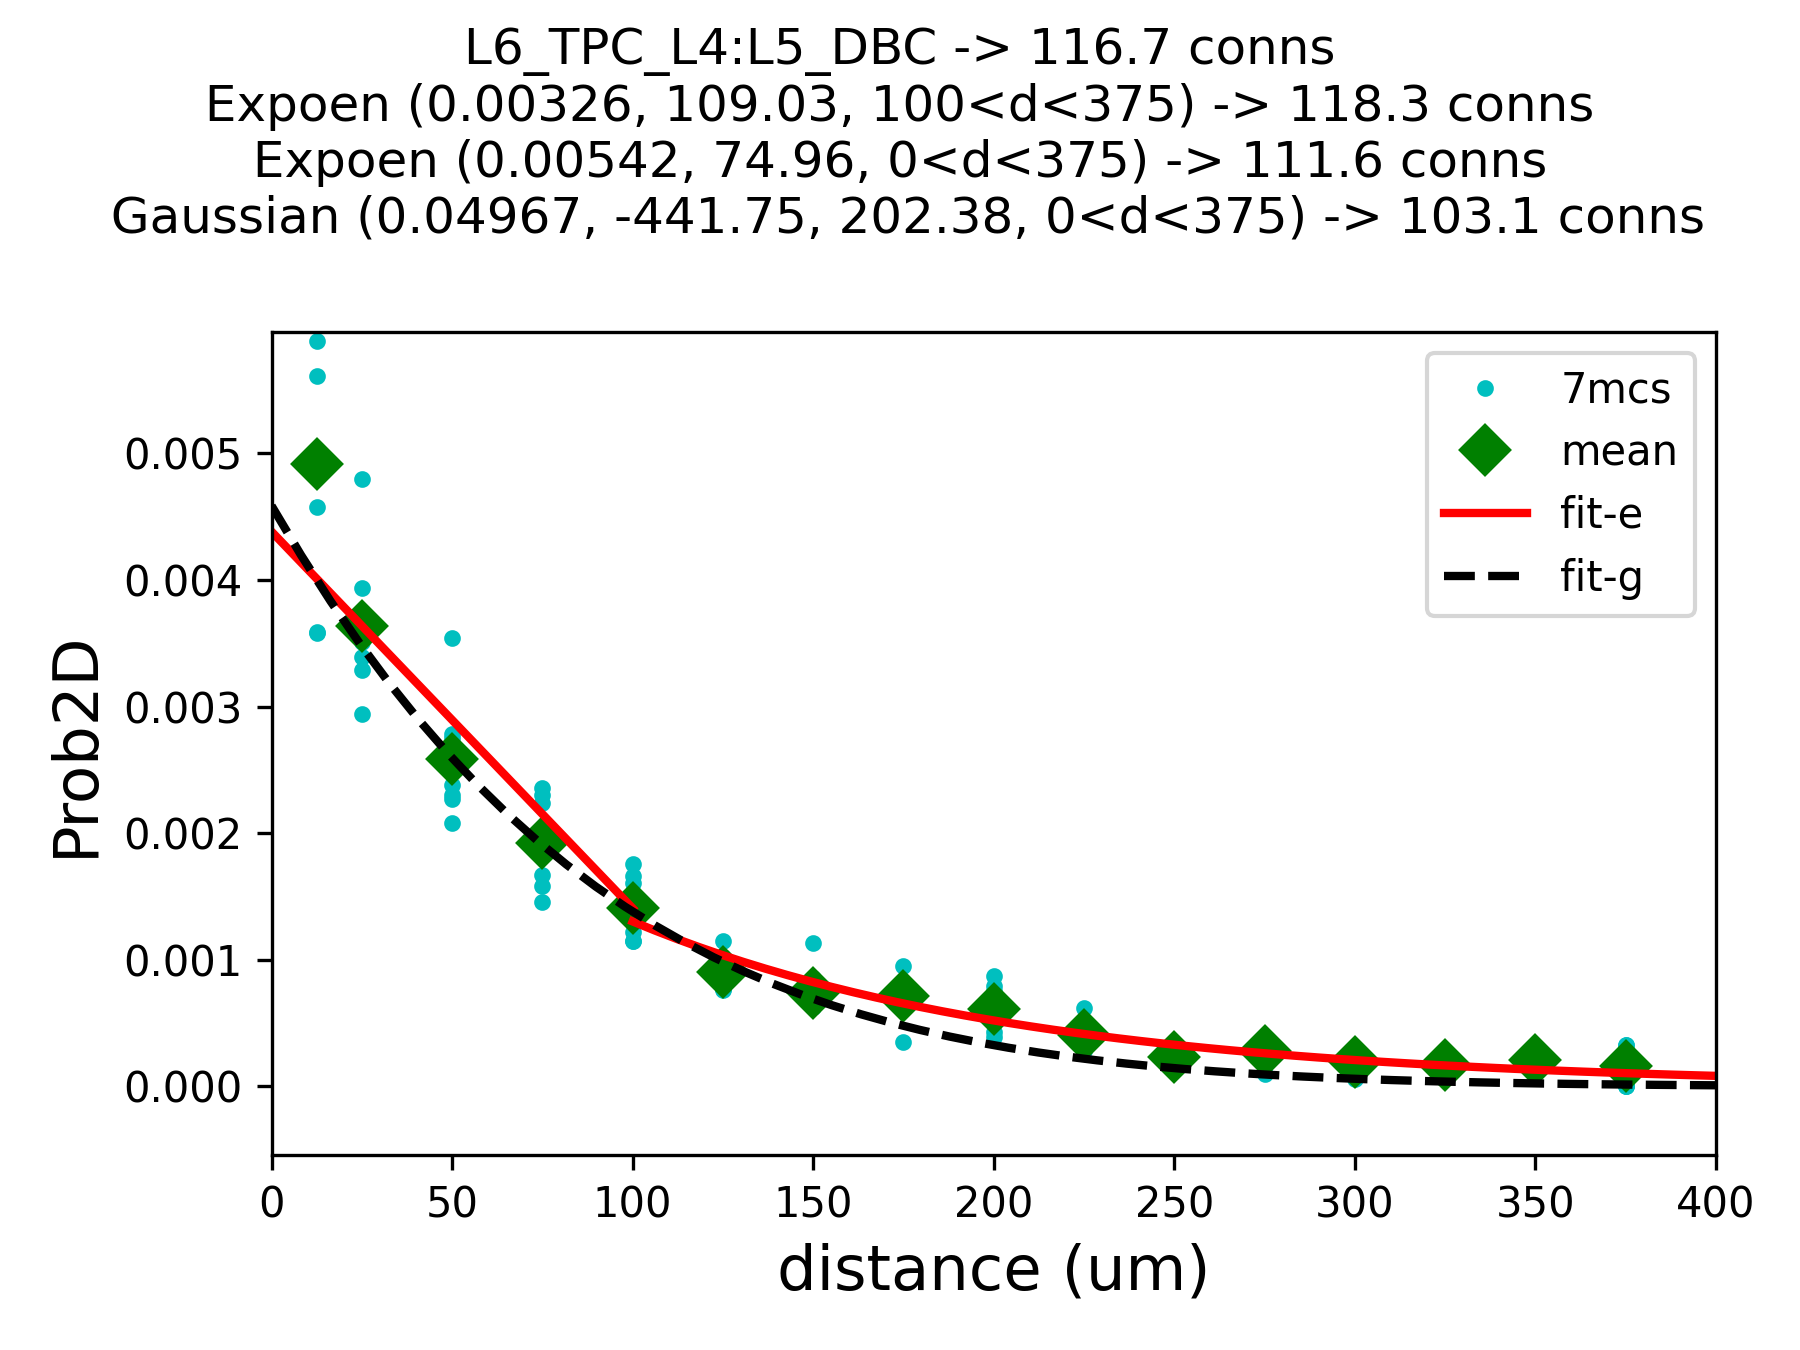 L6_TPC_L4:L5_DBC -> 116.7 conns
Expoen (0.00326, 109.03, 100<d<375) -> 118.3 conns
Expoen (0.00542, 74.96, 0<d<375) -> 111.6 conns
Gaussian (0.04967, -441.75, 202.38, 0<d<375) -> 103.1 conns
7mcs
mean
fit-e
fit-g
Prob2D
0.005
0.004
0.003
0.002
0.001
0.000
0 50 100 150 200 250 300 350 400
distance (um)